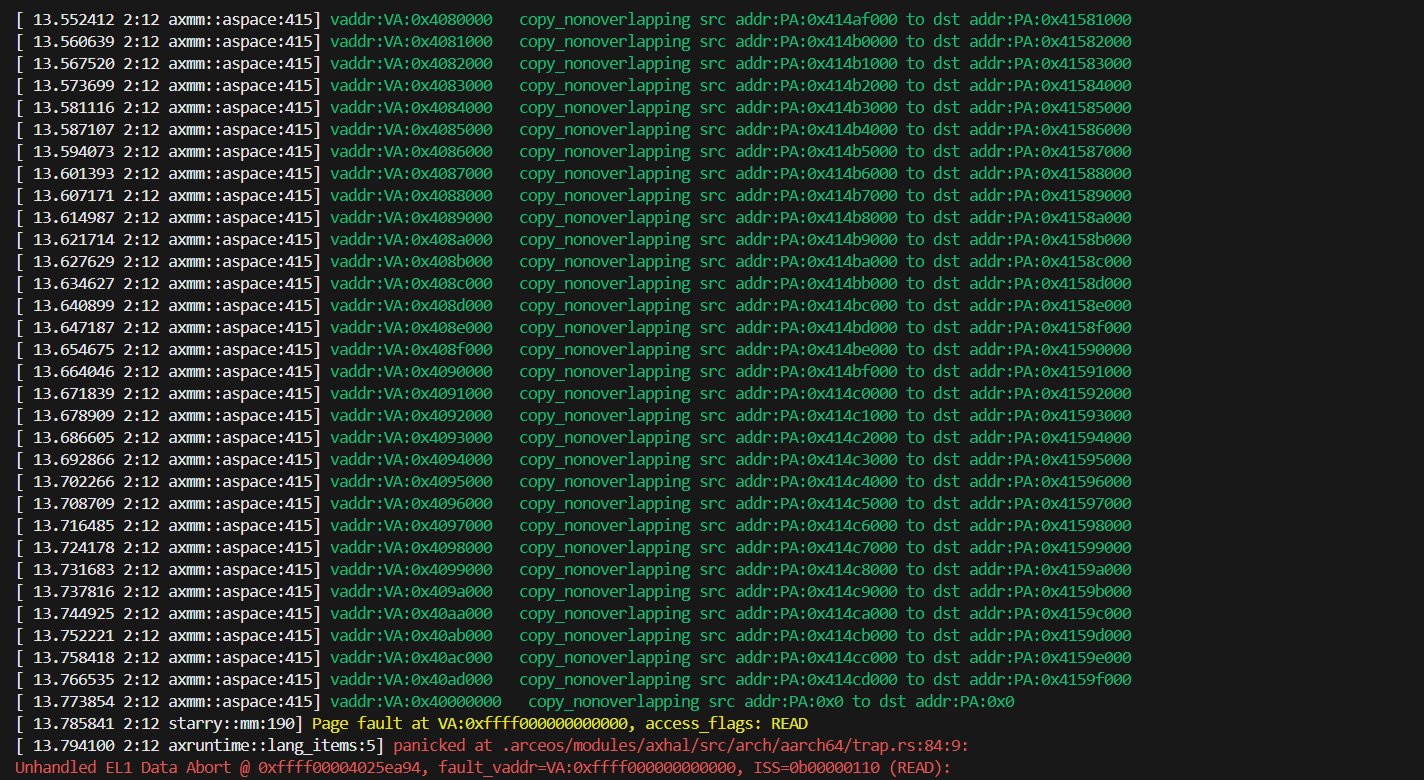 [ 13.552412 2:12 axmm::aspace:415] vaddr:VA:0x4080000   copy_nonoverlapping src addr:PA:0x414af000 to dst addr:PA:0x41581000
[ 13.560639 2:12 axmm::aspace:415] vaddr:VA:0x4081000   copy_nonoverlapping src addr:PA:0x414b0000 to dst addr:PA:0x41582000
[ 13.567520 2:12 axmm::aspace:415] vaddr:VA:0x4082000   copy_nonoverlapping src addr:PA:0x414b1000 to dst addr:PA:0x41583000
[ 13.573699 2:12 axmm::aspace:415] vaddr:VA:0x4083000   copy_nonoverlapping src addr:PA:0x414b2000 to dst addr:PA:0x41584000
[ 13.581116 2:12 axmm::aspace:415] vaddr:VA:0x4084000   copy_nonoverlapping src addr:PA:0x414b3000 to dst addr:PA:0x41585000
[ 13.587107 2:12 axmm::aspace:415] vaddr:VA:0x4085000   copy_nonoverlapping src addr:PA:0x414b4000 to dst addr:PA:0x41586000
[ 13.594073 2:12 axmm::aspace:415] vaddr:VA:0x4086000   copy_nonoverlapping src addr:PA:0x414b5000 to dst addr:PA:0x41587000
[ 13.601393 2:12 axmm::aspace:415] vaddr:VA:0x4087000   copy_nonoverlapping src addr:PA:0x414b6000 to dst addr:PA:0x41588000
[ 13.607171 2:12 axmm::aspace:415] vaddr:VA:0x4088000   copy_nonoverlapping src addr:PA:0x414b7000 to dst addr:PA:0x41589000
[ 13.614987 2:12 axmm::aspace:415] vaddr:VA:0x4089000   copy_nonoverlapping src addr:PA:0x414b8000 to dst addr:PA:0x4158a000
[ 13.621714 2:12 axmm::aspace:415] vaddr:VA:0x408a000   copy_nonoverlapping src addr:PA:0x414b9000 to dst addr:PA:0x4158b000
[ 13.627629 2:12 axmm::aspace:415] vaddr:VA:0x408b000   copy_nonoverlapping src addr:PA:0x414ba000 to dst addr:PA:0x4158c000
[ 13.634627 2:12 axmm::aspace:415] vaddr:VA:0x408c000   copy_nonoverlapping src addr:PA:0x414bb000 to dst addr:PA:0x4158d000
[ 13.640899 2:12 axmm::aspace:415] vaddr:VA:0x408d000   copy_nonoverlapping src addr:PA:0x414bc000 to dst addr:PA:0x4158e000
[ 13.647187 2:12 axmm::aspace:415] vaddr:VA:0x408e000   copy_nonoverlapping src addr:PA:0x414bd000 to dst addr:PA:0x4158f000
[ 13.654675 2:12 axmm::aspace:415] vaddr:VA:0x408f000   copy_nonoverlapping src addr:PA:0x414be000 to dst addr:PA:0x41590000
[ 13.664046 2:12 axmm::aspace:415] vaddr:VA:0x4090000   copy_nonoverlapping src addr:PA:0x414bf000 to dst addr:PA:0x41591000
[ 13.671839 2:12 axmm::aspace:415] vaddr:VA:0x4091000   copy_nonoverlapping src addr:PA:0x414c0000 to dst addr:PA:0x41592000
[ 13.678909 2:12 axmm::aspace:415] vaddr:VA:0x4092000   copy_nonoverlapping src addr:PA:0x414c1000 to dst addr:PA:0x41593000
[ 13.686605 2:12 axmm::aspace:415] vaddr:VA:0x4093000   copy_nonoverlapping src addr:PA:0x414c2000 to dst addr:PA:0x41594000
[ 13.692866 2:12 axmm::aspace:415] vaddr:VA:0x4094000   copy_nonoverlapping src addr:PA:0x414c3000 to dst addr:PA:0x41595000
[ 13.702266 2:12 axmm::aspace:415] vaddr:VA:0x4095000   copy_nonoverlapping src addr:PA:0x414c4000 to dst addr:PA:0x41596000
[ 13.708709 2:12 axmm::aspace:415] vaddr:VA:0x4096000   copy_nonoverlapping src addr:PA:0x414c5000 to dst addr:PA:0x41597000
[ 13.716485 2:12 axmm::aspace:415] vaddr:VA:0x4097000   copy_nonoverlapping src addr:PA:0x414c6000 to dst addr:PA:0x41598000
[ 13.724178 2:12 axmm::aspace:415] vaddr:VA:0x4098000   copy_nonoverlapping src addr:PA:0x414c7000 to dst addr:PA:0x41599000
[ 13.731683 2:12 axmm::aspace:415] vaddr:VA:0x4099000   copy_nonoverlapping src addr:PA:0x414c8000 to dst addr:PA:0x4159a000
[ 13.737816 2:12 axmm::aspace:415] vaddr:VA:0x409a000   copy_nonoverlapping src addr:PA:0x414c9000 to dst addr:PA:0x4159b000
[ 13.744925 2:12 axmm::aspace:415] vaddr:VA:0x40aa000   copy_nonoverlapping src addr:PA:0x414ca000 to dst addr:PA:0x4159c000
[ 13.752221 2:12 axmm::aspace:415] vaddr:VA:0x40ab000   copy_nonoverlapping src addr:PA:0x414cb000 to dst addr:PA:0x4159d000
[ 13.758418 2:12 axmm::aspace:415] vaddr:VA:0x40ac000   copy_nonoverlapping src addr:PA:0x414cc000 to dst addr:PA:0x4159e000
[ 13.766535 2:12 axmm::aspace:415] vaddr:VA:0x40ad000   copy_nonoverlapping src addr:PA:0x414cd000 to dst addr:PA:0x4159f000
[ 13.773854 2:12 axmm::aspace:415] vaddr:VA:0x40000000   copy_nonoverlapping src addr:PA:0x0 to dst addr:PA:0x0
[ 13.785841 2:12 starry::mm:190] Page fault at VA:0xffff000000000000, access_flags: READ
[ 13.794100 2:12 axruntime::lang_items:5] panicked at .arceos/modules/axhal/src/arch/aarch64/trap.rs:84:9:
Unhandled EL1 Data Abort @ 0xffff00004025ea94, fault_vaddr=VA:0xffff000000000000, ISS=0b00000110 (READ):